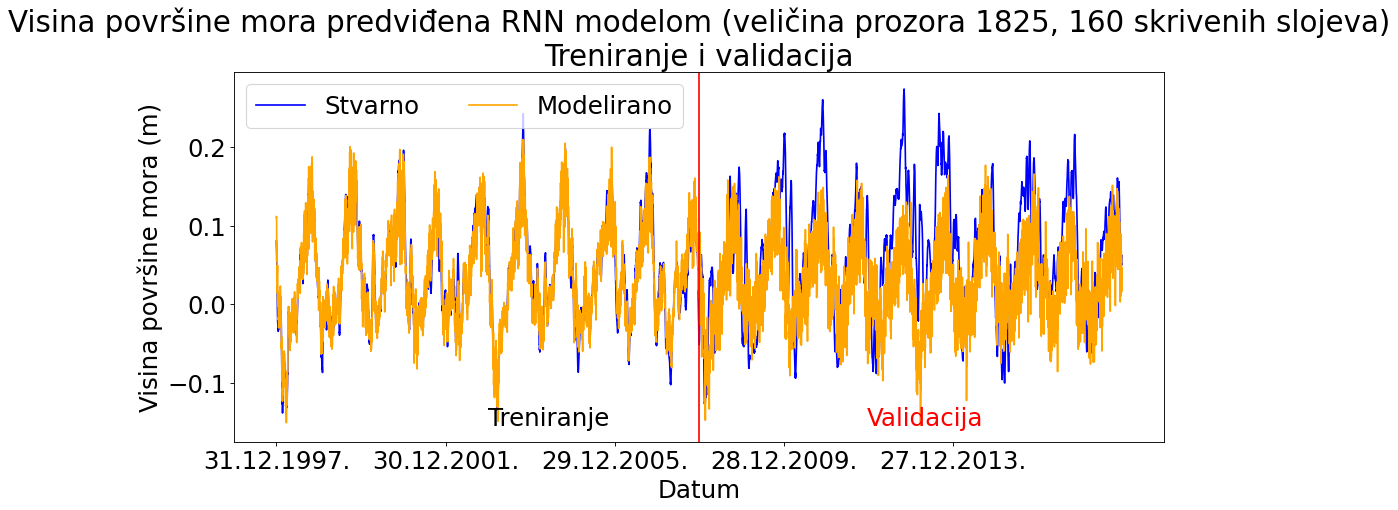 Visina površine mora predviđena RNN modelom (veličina prozora 1825, 160 skrivenih slojeva)
Treniranje i validacija
Stvarno
Modelirano
Visina površine mora (m)
0.2
0.1
0.0
−0.1
Treniranje
Validacija
31.12.1997.
30.12.2001.
29.12.2005.
28.12.2009.
27.12.2013.
Datum